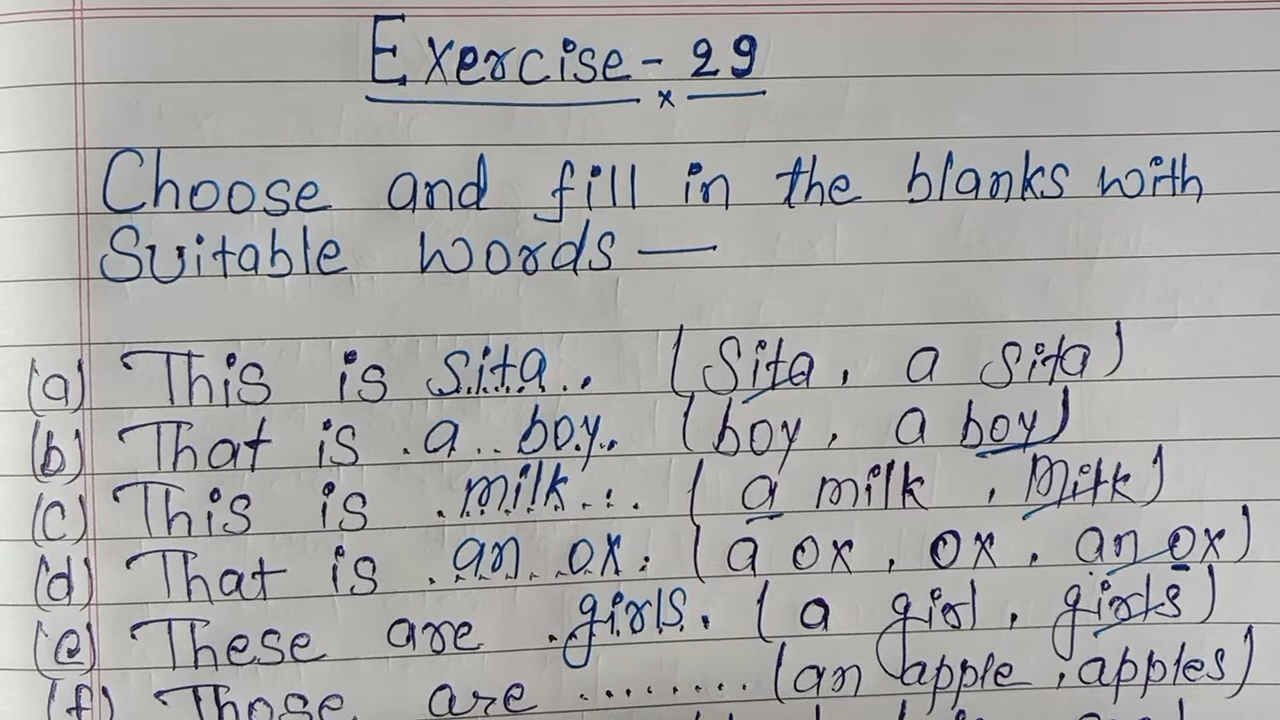 Exercise - 29
Choose and fill in the blanks with
Suitable words —
(a) This is Sita.. (Sita, a Sita)
(b) That is .a.. boy.. (boy, a boy)
(c) This is .milk... (a milk, Milk)
(d) That is .an ox. (a ox, ox, an ox)
(e) These are .girls. (a girl, girls)
(f) Those are ......... (an apple, apples)